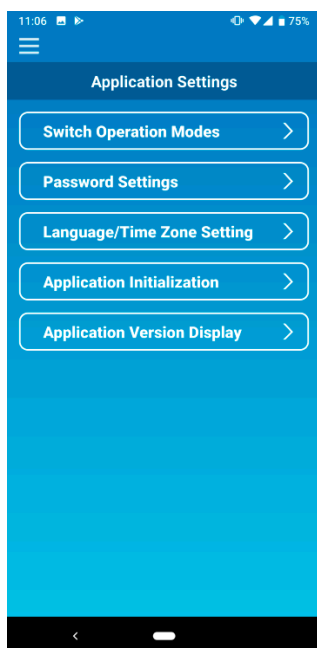 11:06 75%
Application Settings
Switch Operation Modes
Password Settings
Language/Time Zone Setting
Application Initialization
Application Version Display